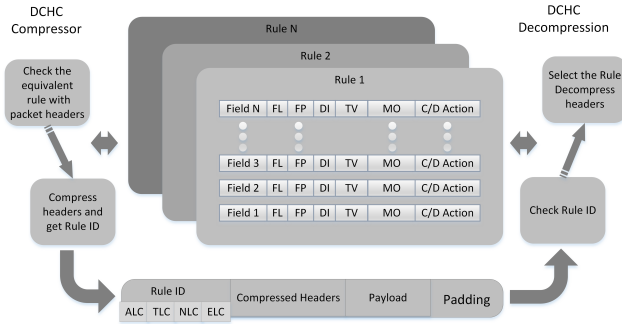 DCHC
Compressor
Check the
equivalent
rule with
packet headers
Compress
headers and
get Rule ID
Rule N
Rule 2
Rule 1
Field N FL FP DI TV MO C/D Action
Field 3 FL FP DI TV MO C/D Action
Field 2 FL FP DI TV MO C/D Action
Field 1 FL FP DI TV MO C/D Action
DCHC
Decompression
Select the Rule
Decompress
headers
Check Rule ID
Rule ID Compressed Headers Payload Padding
ALC TLC NLC ELC